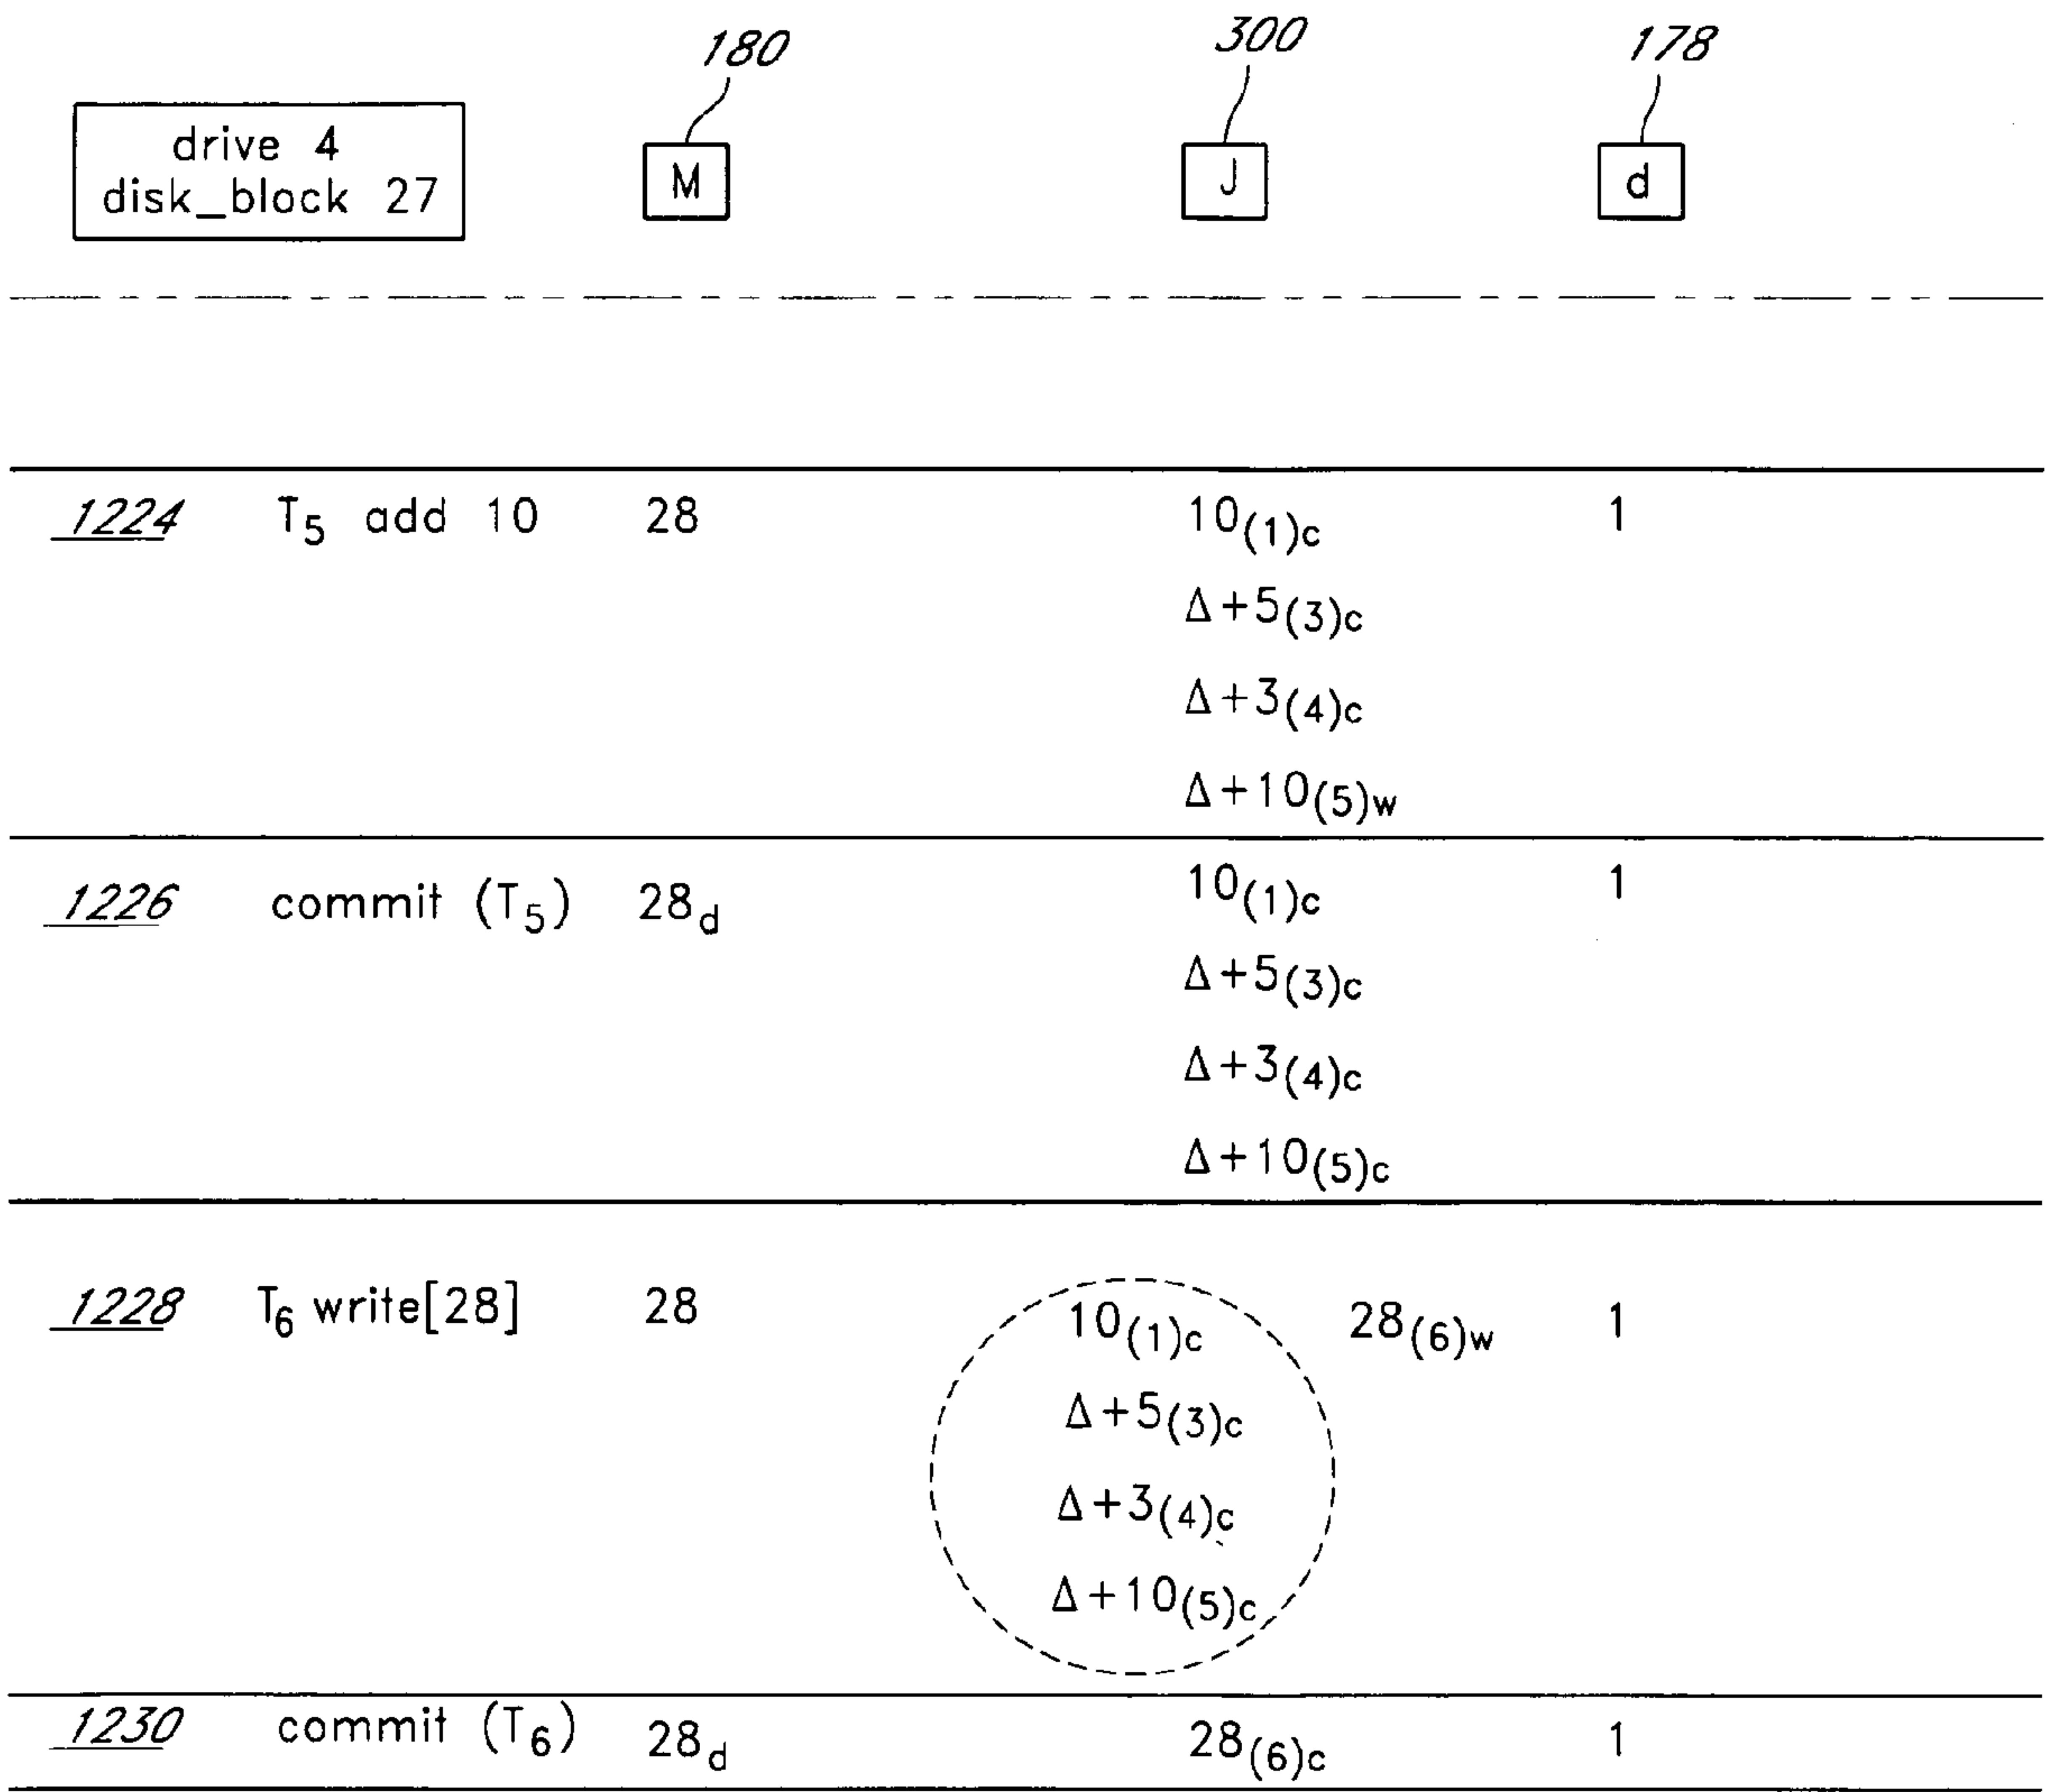 180 300 178
drive 4
disk_block 27
M J d
1224 T5 add 10 28 10(1)c 1
Δ+5(3)c
Δ+3(4)c
Δ+10(5)w
1226 commit (T5) 28d 10(1)c 1
Δ+5(3)c
Δ+3(4)c
Δ+10(5)c
1228 T6 write[28] 28 10(1)c 28(6)w 1
Δ+5(3)c
Δ+3(4)c
Δ+10(5)c
1230 commit (T6) 28d 28(6)c 1